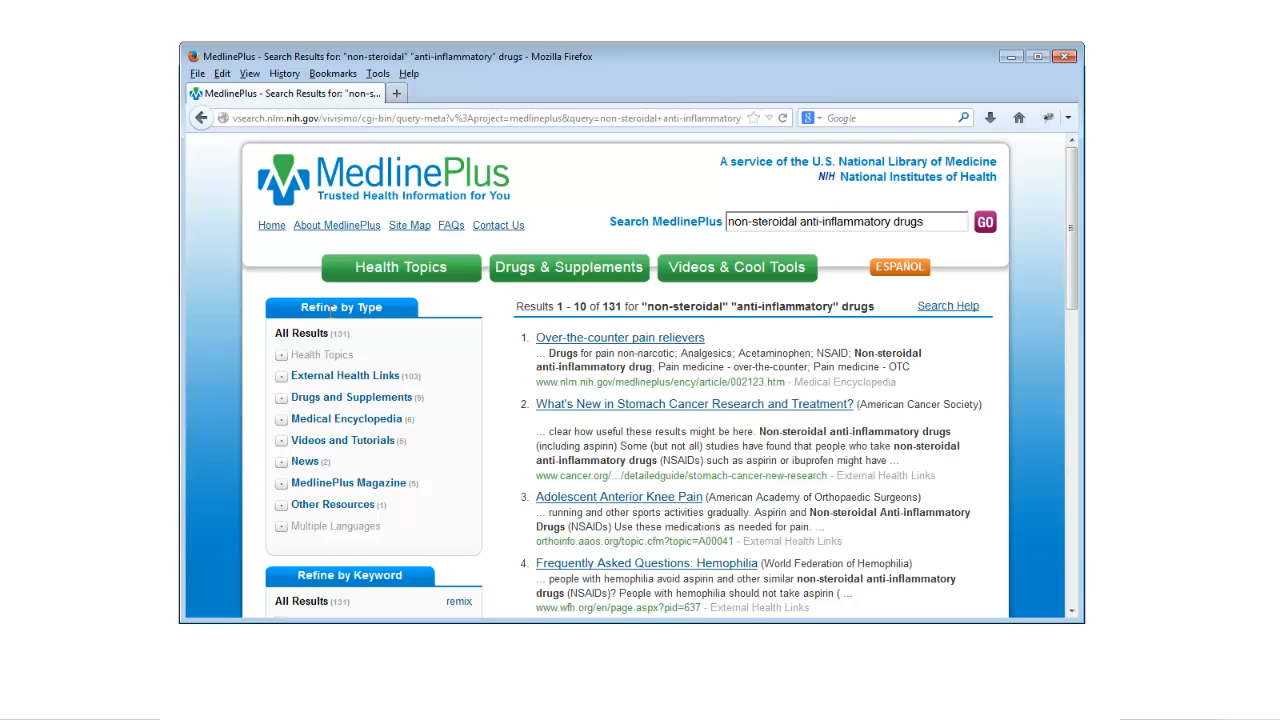 MedlinePlus - Search Results for: "non-steroidal" "anti-inflammatory" drugs - Mozilla Firefox
File Edit View History Bookmarks Tools Help
MedlinePlus - Search Results for: "non-s... +
vsearch.nlm.nih.gov/vivisimo/cgi-bin/query-meta?v%3Aproject=medlineplus&query=non-steroidal+anti-inflammatory
Google
MedlinePlus
Trusted Health Information for You
A service of the U.S. National Library of Medicine
NIH National Institutes of Health
Home About MedlinePlus Site Map FAQs Contact Us
Search MedlinePlus non-steroidal anti-inflammatory drugs GO
Health Topics Drugs & Supplements Videos & Cool Tools ESPAÑOL
Refine by Type
All Results (131)
Health Topics
External Health Links (103)
Drugs and Supplements (9)
Medical Encyclopedia (6)
Videos and Tutorials (5)
News (2)
MedlinePlus Magazine (5)
Other Resources (1)
Multiple Languages
Refine by Keyword
All Results (131) remix
Results 1 - 10 of 131 for "non-steroidal" "anti-inflammatory" drugs Search Help
1. Over-the-counter pain relievers
... Drugs for pain non-narcotic; Analgesics; Acetaminophen; NSAID; Non-steroidal
anti-inflammatory drug; Pain medicine - over-the-counter; Pain medicine - OTC
www.nlm.nih.gov/medlineplus/ency/article/002123.htm - Medical Encyclopedia
2. What's New in Stomach Cancer Research and Treatment? (American Cancer Society)
... clear how useful these results might be here. Non-steroidal anti-inflammatory drugs
(including aspirin) Some (but not all) studies have found that people who take non-steroidal
anti-inflammatory drugs (NSAIDs) such as aspirin or ibuprofen might have ...
www.cancer.org/.../detailedguide/stomach-cancer-new-research - External Health Links
3. Adolescent Anterior Knee Pain (American Academy of Orthopaedic Surgeons)
... running and other sports activities gradually. Aspirin and Non-steroidal Anti-inflammatory
Drugs (NSAIDs) Use these medications as needed for pain. ...
orthoinfo.aaos.org/topic.cfm?topic=A00041 - External Health Links
4. Frequently Asked Questions: Hemophilia (World Federation of Hemophilia)
... people with hemophilia avoid aspirin and other similar non-steroidal anti-inflammatory
drugs (NSAIDs)? People with hemophilia should not take aspirin ( ...
www.wfh.org/en/page.aspx?pid=637 - External Health Links